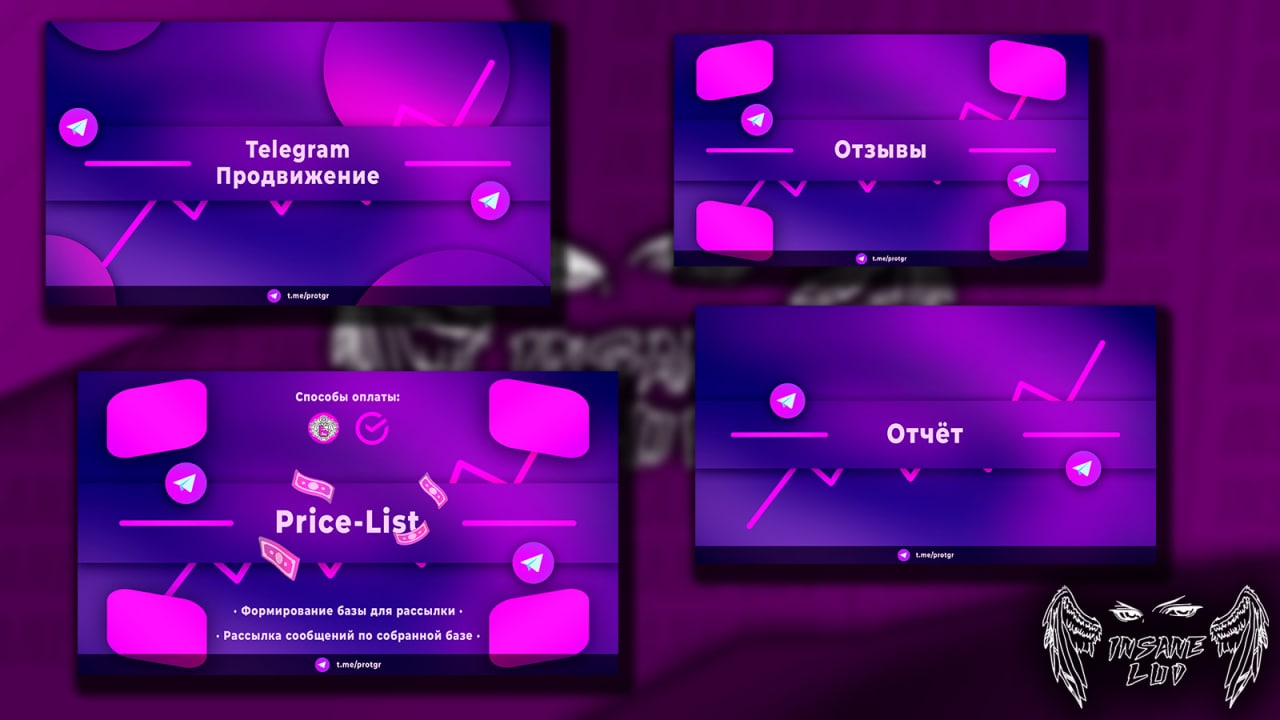 Telegram
Продвижение
t.me/protgr
Отзывы
t.me/protgr
Способы оплаты:
Price-List
· Формирование базы для рассылки ·
· Рассылка сообщений по собранной базе ·
t.me/protgr
Отчёт
t.me/protgr
INSANE
LUV